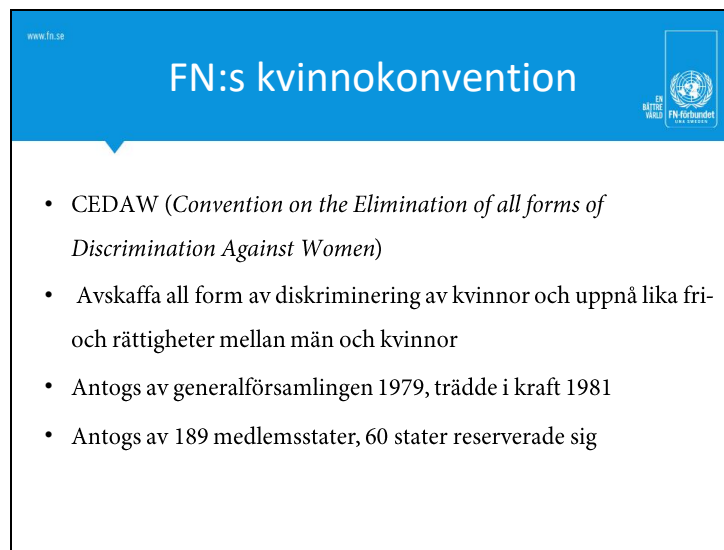 www.fn.se
FN:s kvinnokonvention
EN
BÄTTRE
VÄRLD
FN-förbundet
UNA SWEDEN
• CEDAW (Convention on the Elimination of all forms of
Discrimination Against Women)
• Avskaffa all form av diskriminering av kvinnor och uppnå lika fri-
och rättigheter mellan män och kvinnor
• Antogs av generalförsamlingen 1979, trädde i kraft 1981
• Antogs av 189 medlemsstater, 60 stater reserverade sig